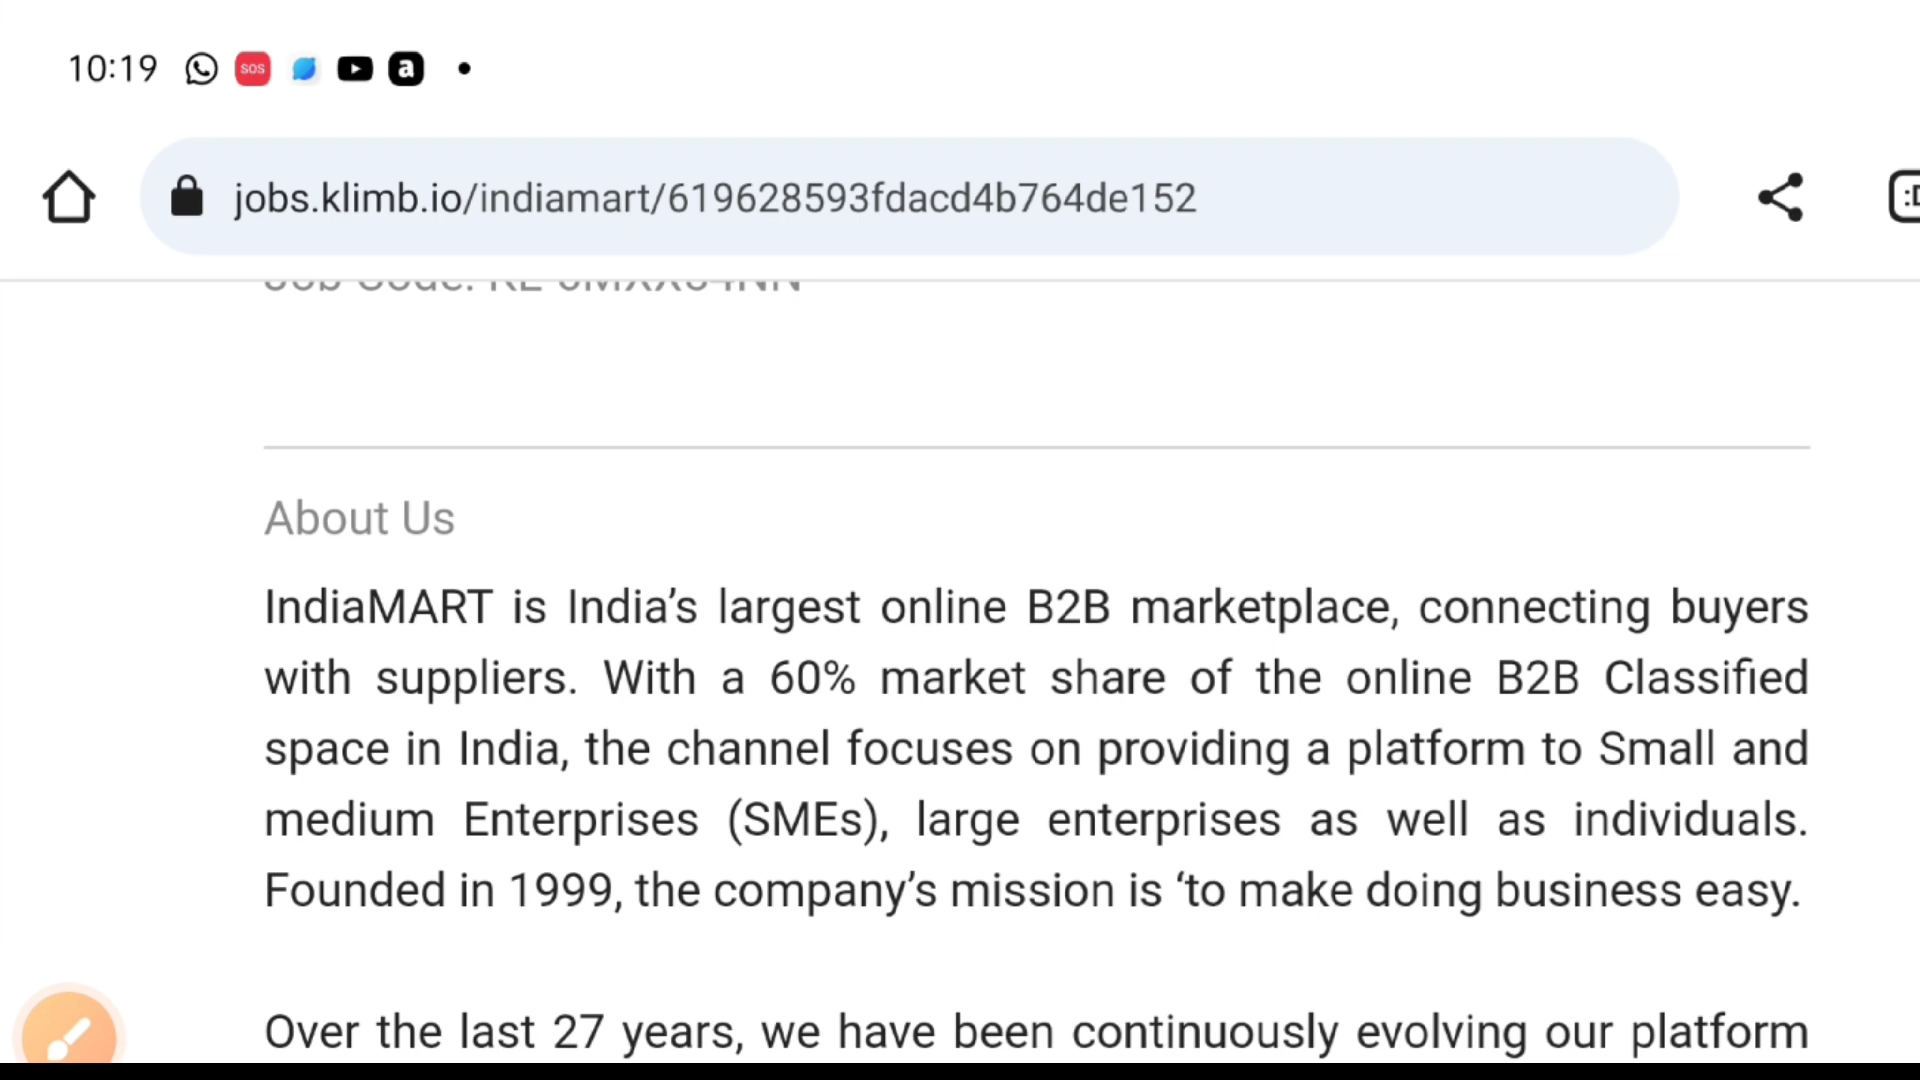 10:19 SOS a
jobs.klimb.io/indiamart/619628593fdacd4b764de152
:D
Job Code:
About Us
IndiaMART is India’s largest online B2B marketplace, connecting buyers
with suppliers. With a 60% market share of the online B2B Classified
space in India, the channel focuses on providing a platform to Small and
medium Enterprises (SMEs), large enterprises as well as individuals.
Founded in 1999, the company’s mission is ‘to make doing business easy.
Over the last 27 years, we have been continuously evolving our platform